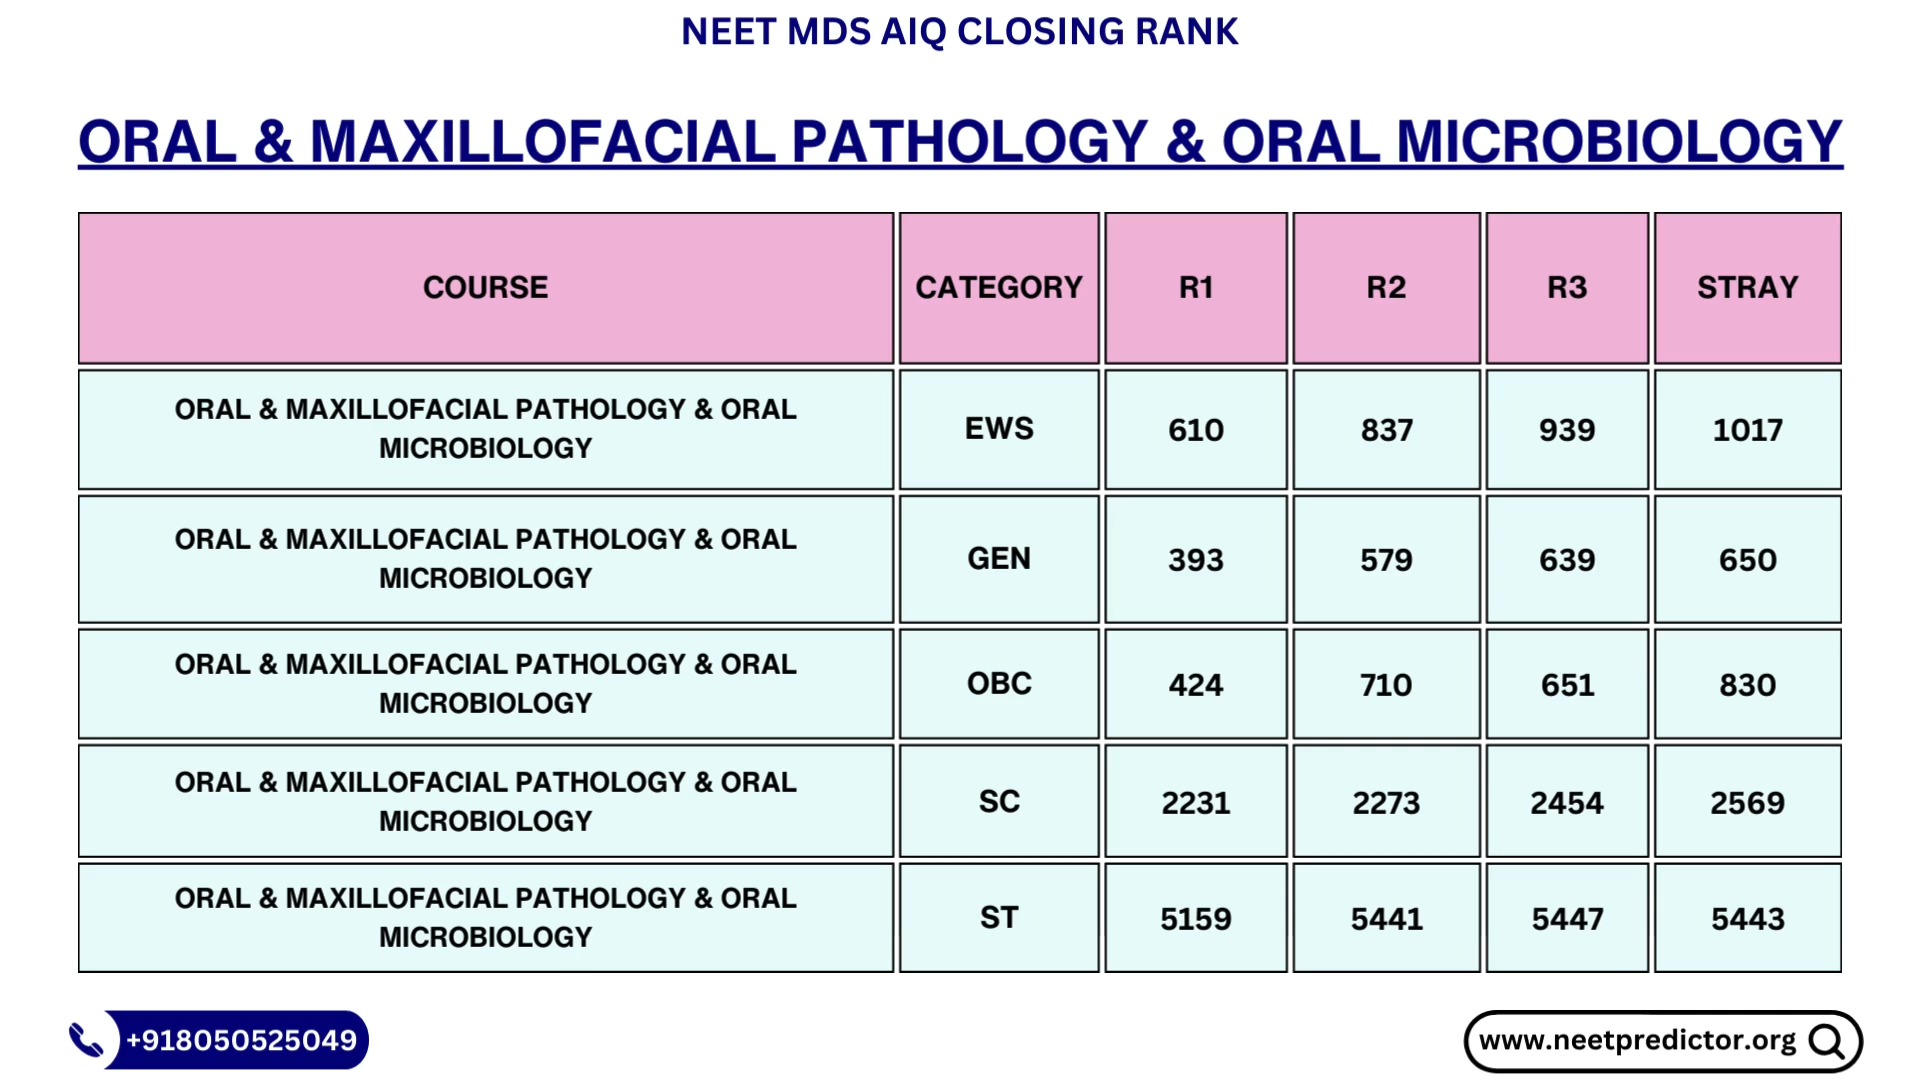 NEET MDS AIQ CLOSING RANK
ORAL & MAXILLOFACIAL PATHOLOGY & ORAL MICROBIOLOGY
COURSE CATEGORY R1 R2 R3 STRAY
ORAL & MAXILLOFACIAL PATHOLOGY & ORAL
MICROBIOLOGY
EWS 610 837 939 1017
ORAL & MAXILLOFACIAL PATHOLOGY & ORAL
MICROBIOLOGY
GEN 393 579 639 650
ORAL & MAXILLOFACIAL PATHOLOGY & ORAL
MICROBIOLOGY
OBC 424 710 651 830
ORAL & MAXILLOFACIAL PATHOLOGY & ORAL
MICROBIOLOGY
SC 2231 2273 2454 2569
ORAL & MAXILLOFACIAL PATHOLOGY & ORAL
MICROBIOLOGY
ST 5159 5441 5447 5443
+918050525049
www.neetpredictor.org